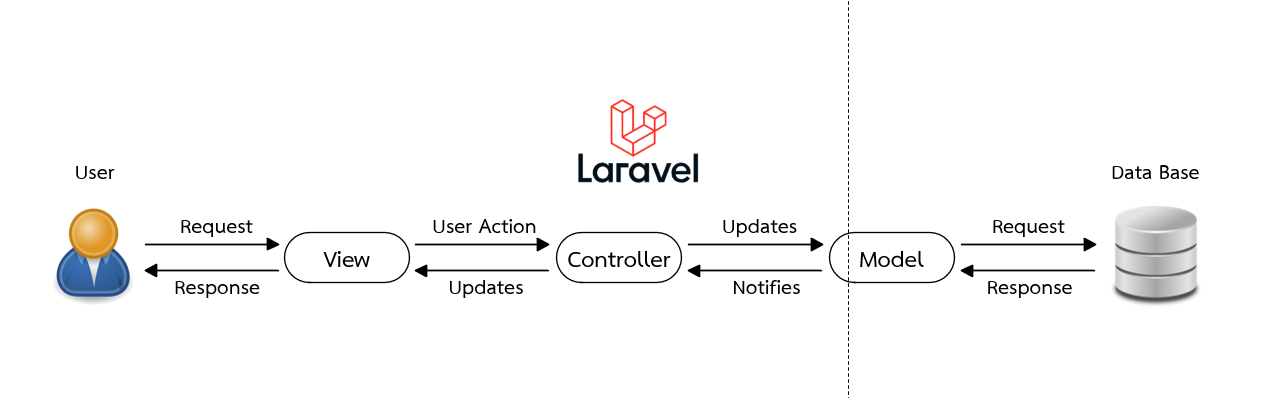 Laravel
User
Data Base
Request
User Action
Updates
Request
View
Controller
Model
Response
Updates
Notifies
Response